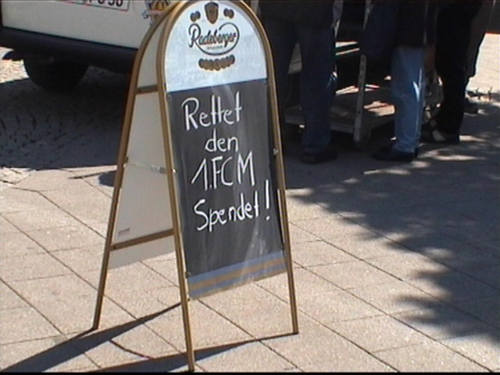 Radeberger
Rettet
den
1.FCM
Spendet!